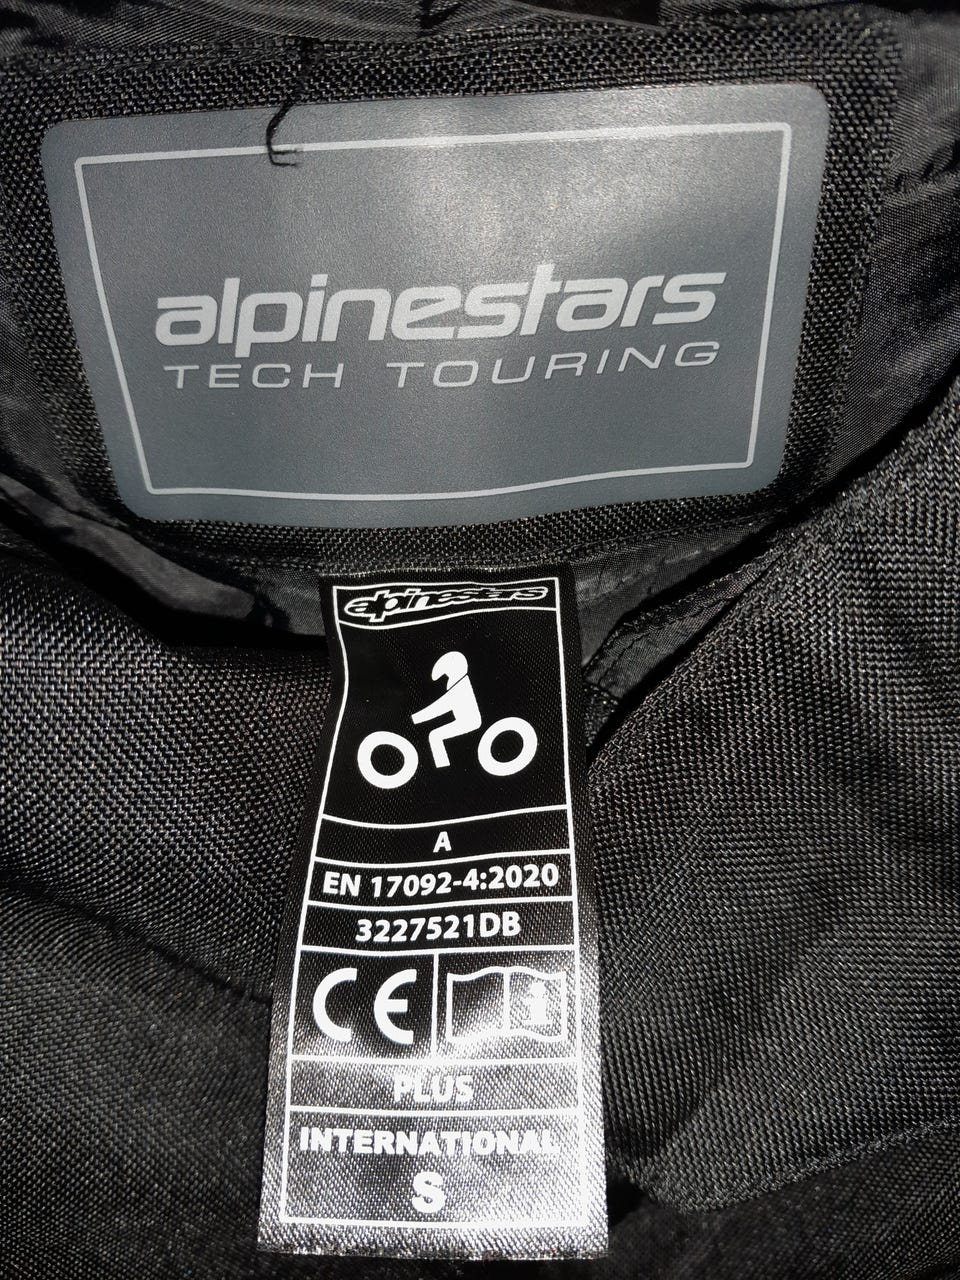 alpinestars
TECH TOURING
alpinestars
A
EN 17092-4:2020
3227521DB
CE
i
PLUS
INTERNATIONAL
S